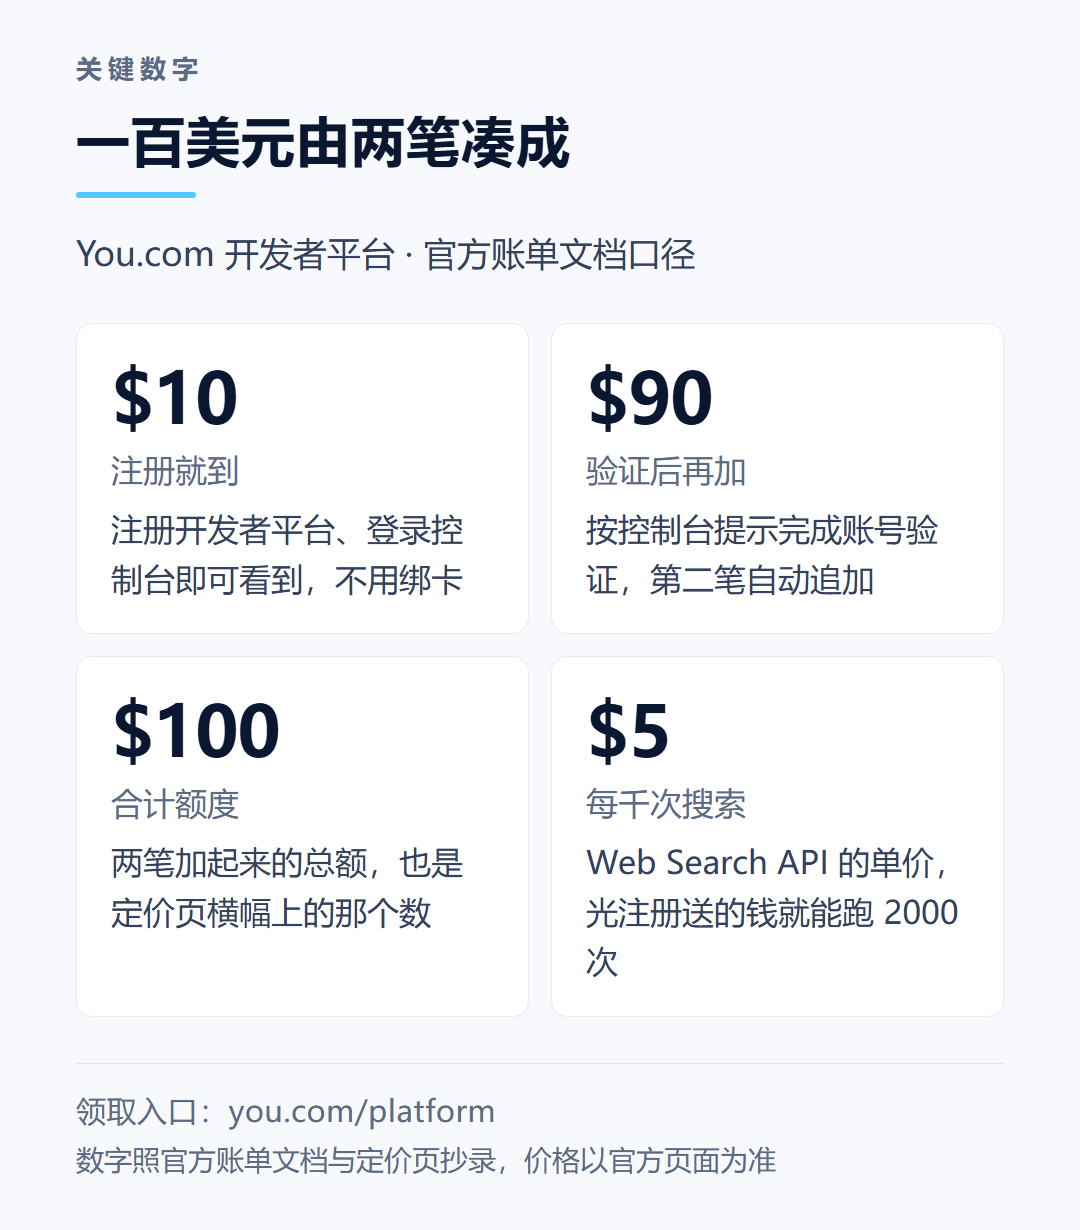 关键数字
一百美元由两笔凑成
You.com 开发者平台 · 官方账单文档口径
$10
注册就到
注册开发者平台、登录控
制台即可看到，不用绑卡
$90
验证后再加
按控制台提示完成账号验
证，第二笔自动追加
$100
合计额度
两笔加起来的总额，也是
定价页横幅上的那个数
$5
每千次搜索
Web Search API 的单价，
光注册送的钱就能跑 2000
次
领取入口：you.com/platform
数字照官方账单文档与定价页抄录，价格以官方页面为准